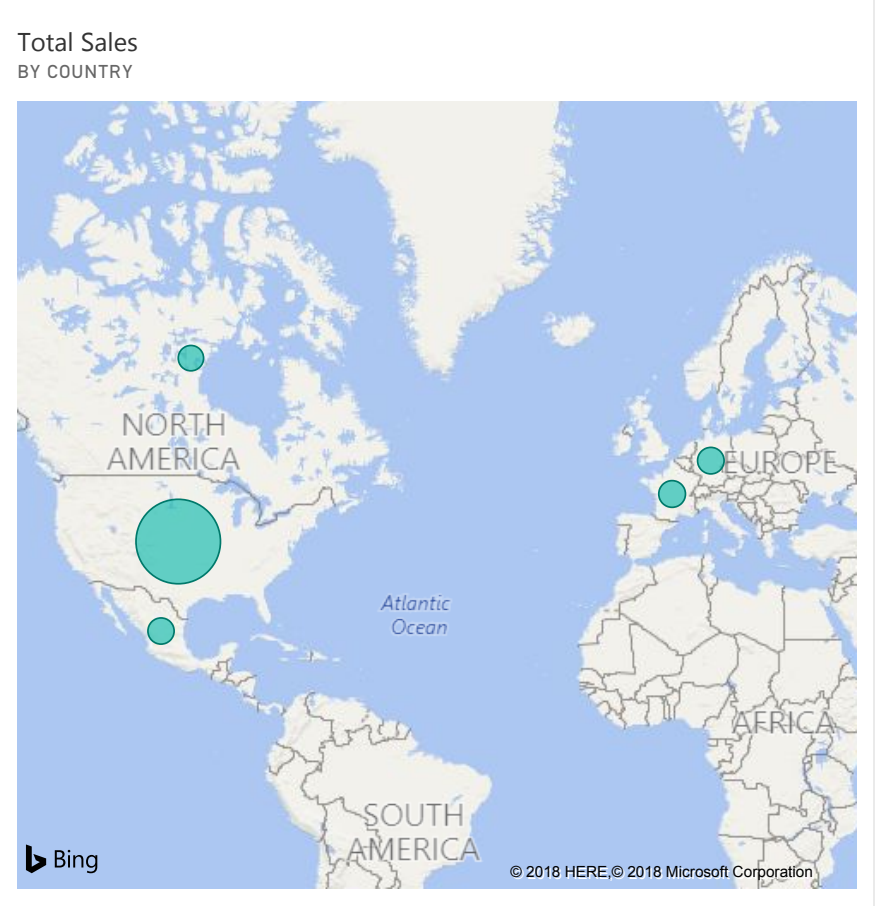 Total Sales
BY COUNTRY
NORTH
AMERICA
EUROPE
Atlantic
Ocean
AFRICA
SOUTH
AMERICA
Bing
© 2018 HERE,© 2018 Microsoft Corporation